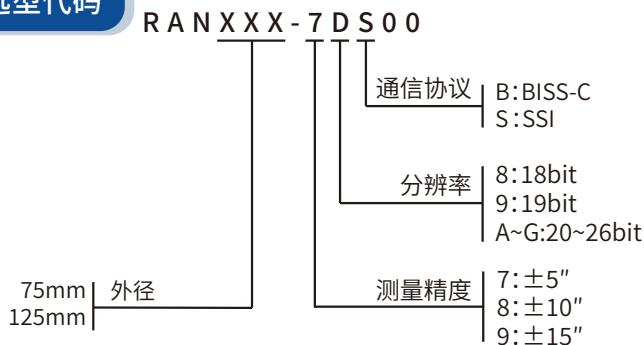 选型代码
RANXXX-7DS00
通信协议
B:BISS-C
S:SSI
分辨率
8:18bit
9:19bit
A~G:20~26bit
75mm
125mm
外径
测量精度
7:±5"
8:±10"
9:±15"